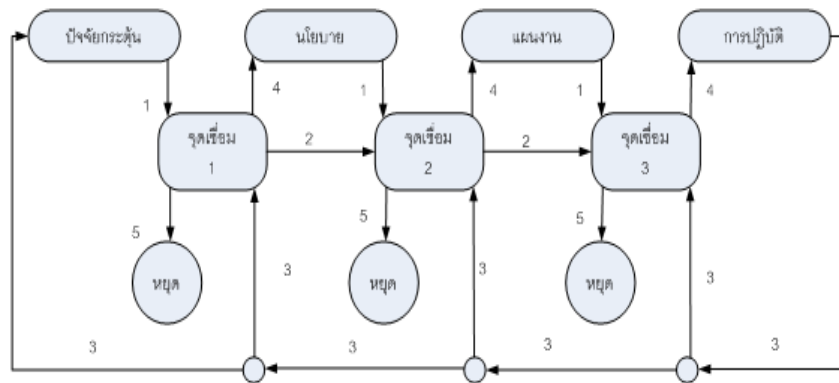 ปัจจัยกระตุ้น
นโยบาย
แผนงาน
การปฏิบัติ
1
4
1
4
1
4
จุดเชื่อม
1
2
จุดเชื่อม
2
2
จุดเชื่อม
3
5
5
5
หยุด
หยุด
หยุด
3
3
3
3
3
3
3